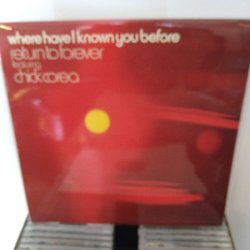 where have I known you before
return to forever
featuring
chick corea